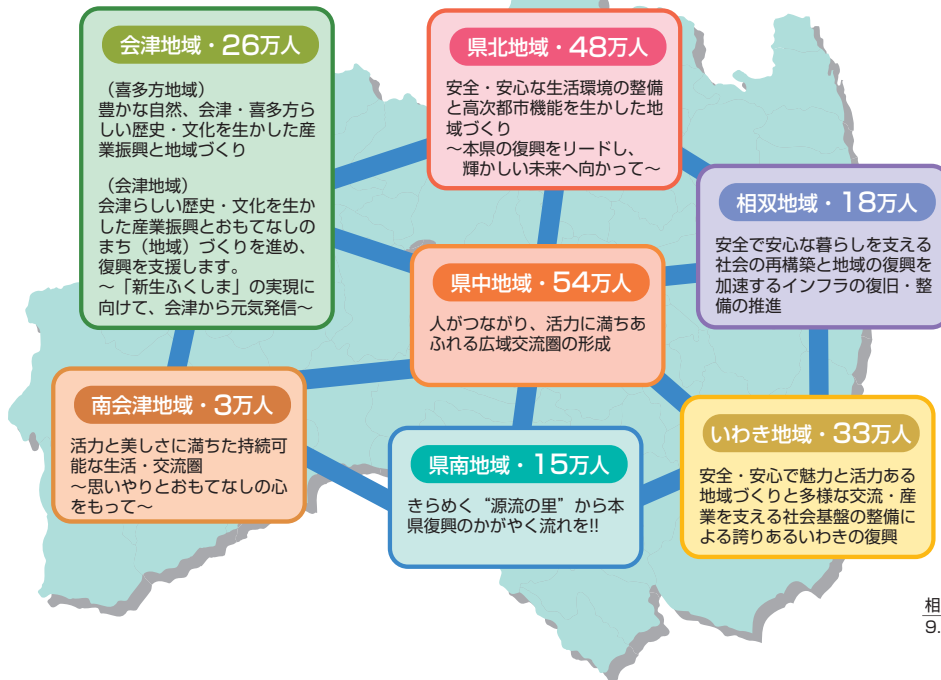 会津地域・26万人
（喜多方地域）
豊かな自然、会津・喜多方ら
しい歴史・文化を生かした産
業振興と地域づくり
（会津地域）
会津らしい歴史・文化を生か
した産業振興とおもてなしの
まち（地域）づくりを進め、
復興を支援します。
～「新生ふくしま」の実現に
向けて、会津から元気発信～
県北地域・48万人
安全・安心な生活環境の整備
と高次都市機能を生かした地
域づくり
～本県の復興をリードし、
輝かしい未来へ向かって～
相双地域・18万人
安全で安心な暮らしを支える
社会の再構築と地域の復興を
加速するインフラの復旧・整
備の推進
県中地域・54万人
人がつながり、活力に満ちあ
ふれる広域交流圏の形成
南会津地域・3万人
活力と美しさに満ちた持続可
能な生活・交流圏
～思いやりとおもてなしの心
をもって～
県南地域・15万人
きらめく“源流の里”から本
県復興のかがやく流れを!!
いわき地域・33万人
安全・安心で魅力と活力ある
地域づくりと多様な交流・産
業を支える社会基盤の整備に
よる誇りあるいわきの復興
相
9.